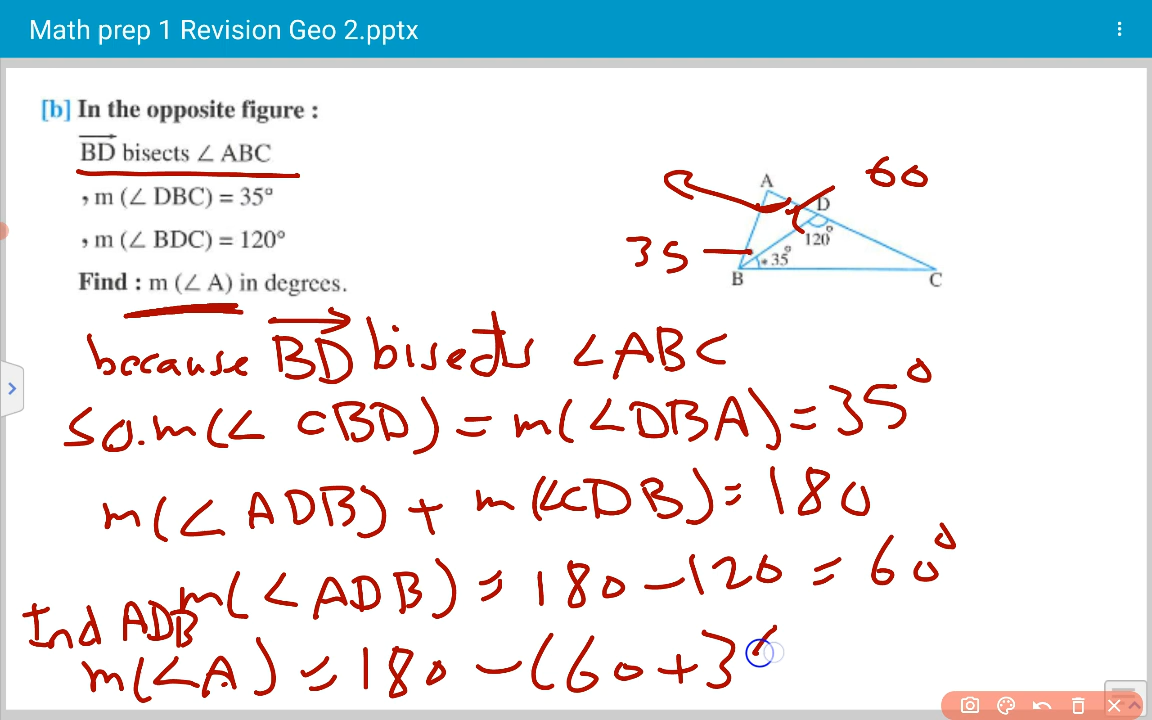 Math prep 1 Revision Geo 2.pptx
[b] In the opposite figure :
BD bisects ∠ ABC
, m (∠ DBC) = 35°
, m (∠ BDC) = 120°
Find : m (∠ A) in degrees.
A
D
60
120°
35
35°
B
C
because BD bisects ∠ABC
so. m(∠ CBD) = m(∠DBA) = 35°
m(∠ ADB) + m(∠CDB) = 180
m(∠ ADB) = 180 - 120 = 60°
In d ADB
m(∠A) = 180 - (60 + 3